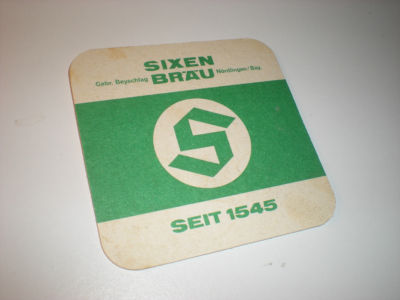 SIXEN
Gebr. Beyschlag BRÄU Nördlingen/Bay.
S
SEIT 1545